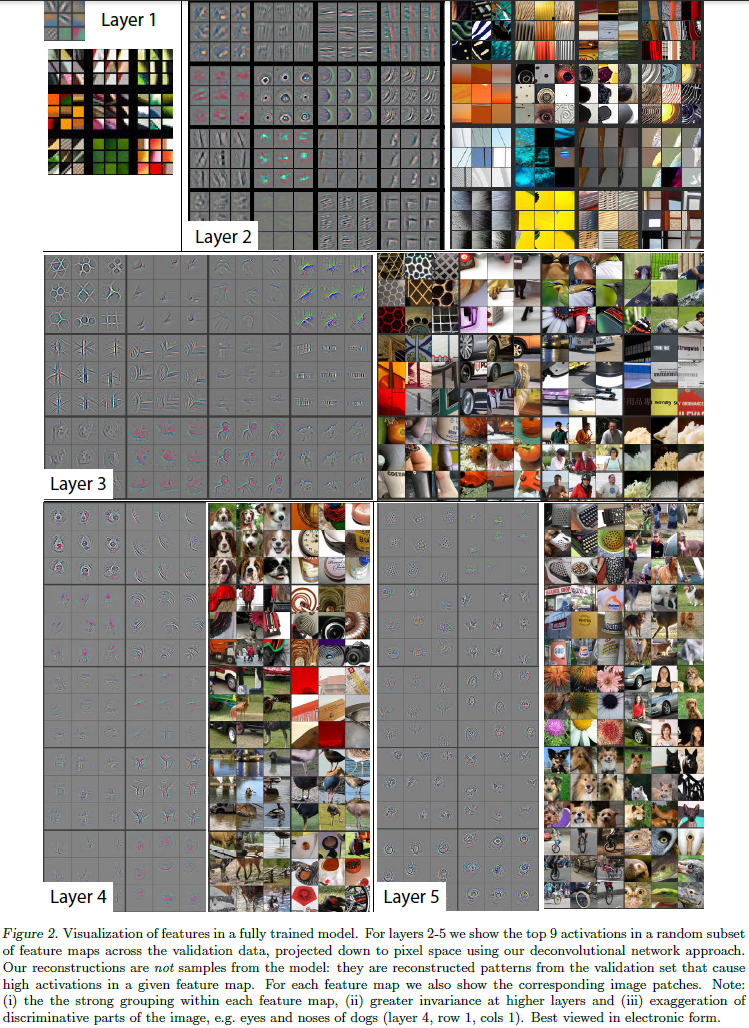 Layer 1
Layer 2
Layer 3
Layer 4
Layer 5
Figure 2. Visualization of features in a fully trained model. For layers 2-5 we show the top 9 activations in a random subset
of feature maps across the validation data, projected down to pixel space using our deconvolutional network approach.
Our reconstructions are not samples from the model: they are reconstructed patterns from the validation set that cause
high activations in a given feature map. For each feature map we also show the corresponding image patches. Note:
(i) the the strong grouping within each feature map, (ii) greater invariance at higher layers and (iii) exaggeration of
discriminative parts of the image, e.g. eyes and noses of dogs (layer 4, row 1, cols 1). Best viewed in electronic form.